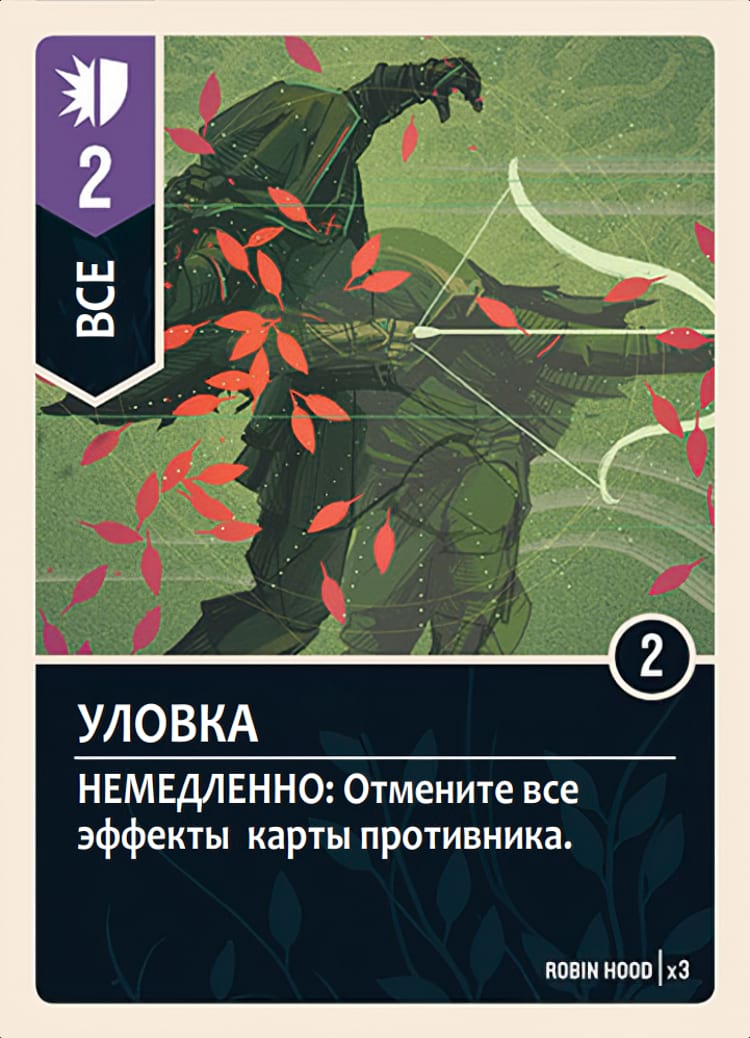 2
ВСЕ
2
УЛОВКА
НЕМЕДЛЕННО: Отмените все
эффекты карты противника.
ROBIN HOOD | x3